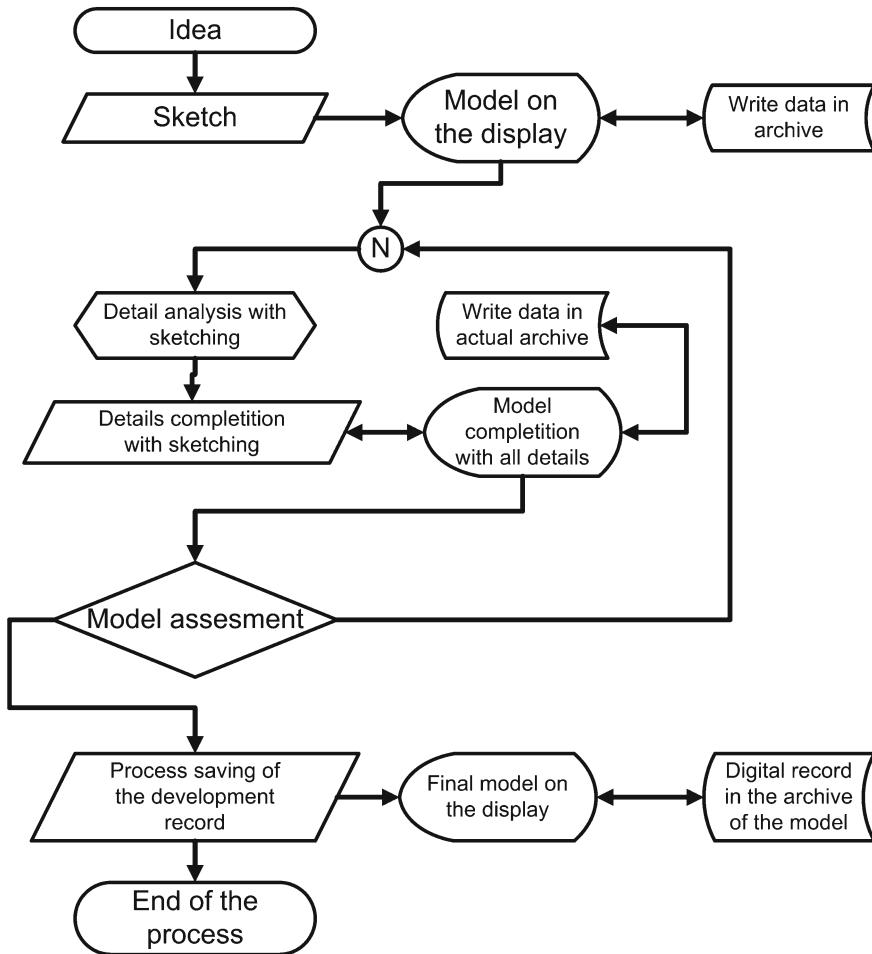 Idea
Sketch
Model on
the display
Write data in
archive
N
Detail analysis with
sketching
Write data in
actual archive
Details completition
with sketching
Model
completition
with all details
Model assesment
Process saving of
the development
record
Final model on
the display
Digital record
in the archive
of the model
End of the
process